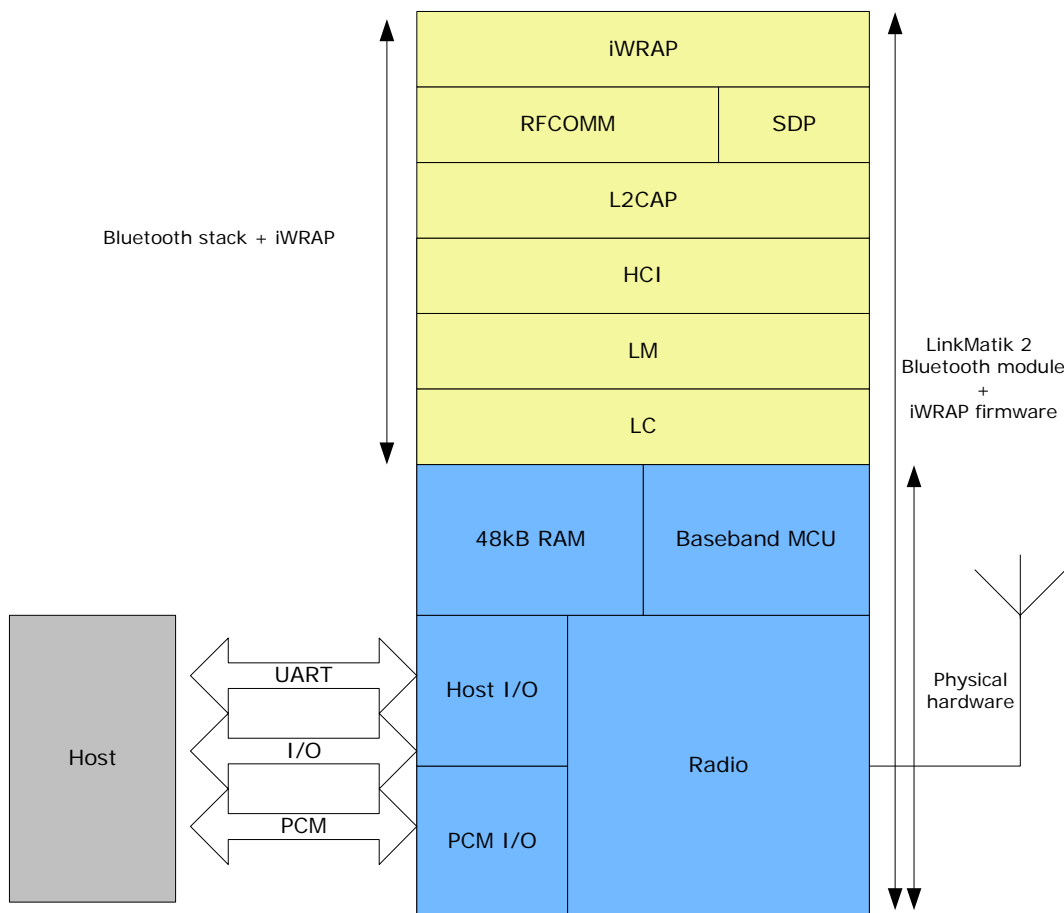 iWRAP
RFCOMM
SDP
L2CAP
Bluetooth stack + iWRAP
HCI
LM
LinkMatik 2
Bluetooth module
+
iWRAP firmware
LC
48kB RAM
Baseband MCU
UART
Host I/O
Physical
hardware
Host
I/O
Radio
PCM
PCM I/O